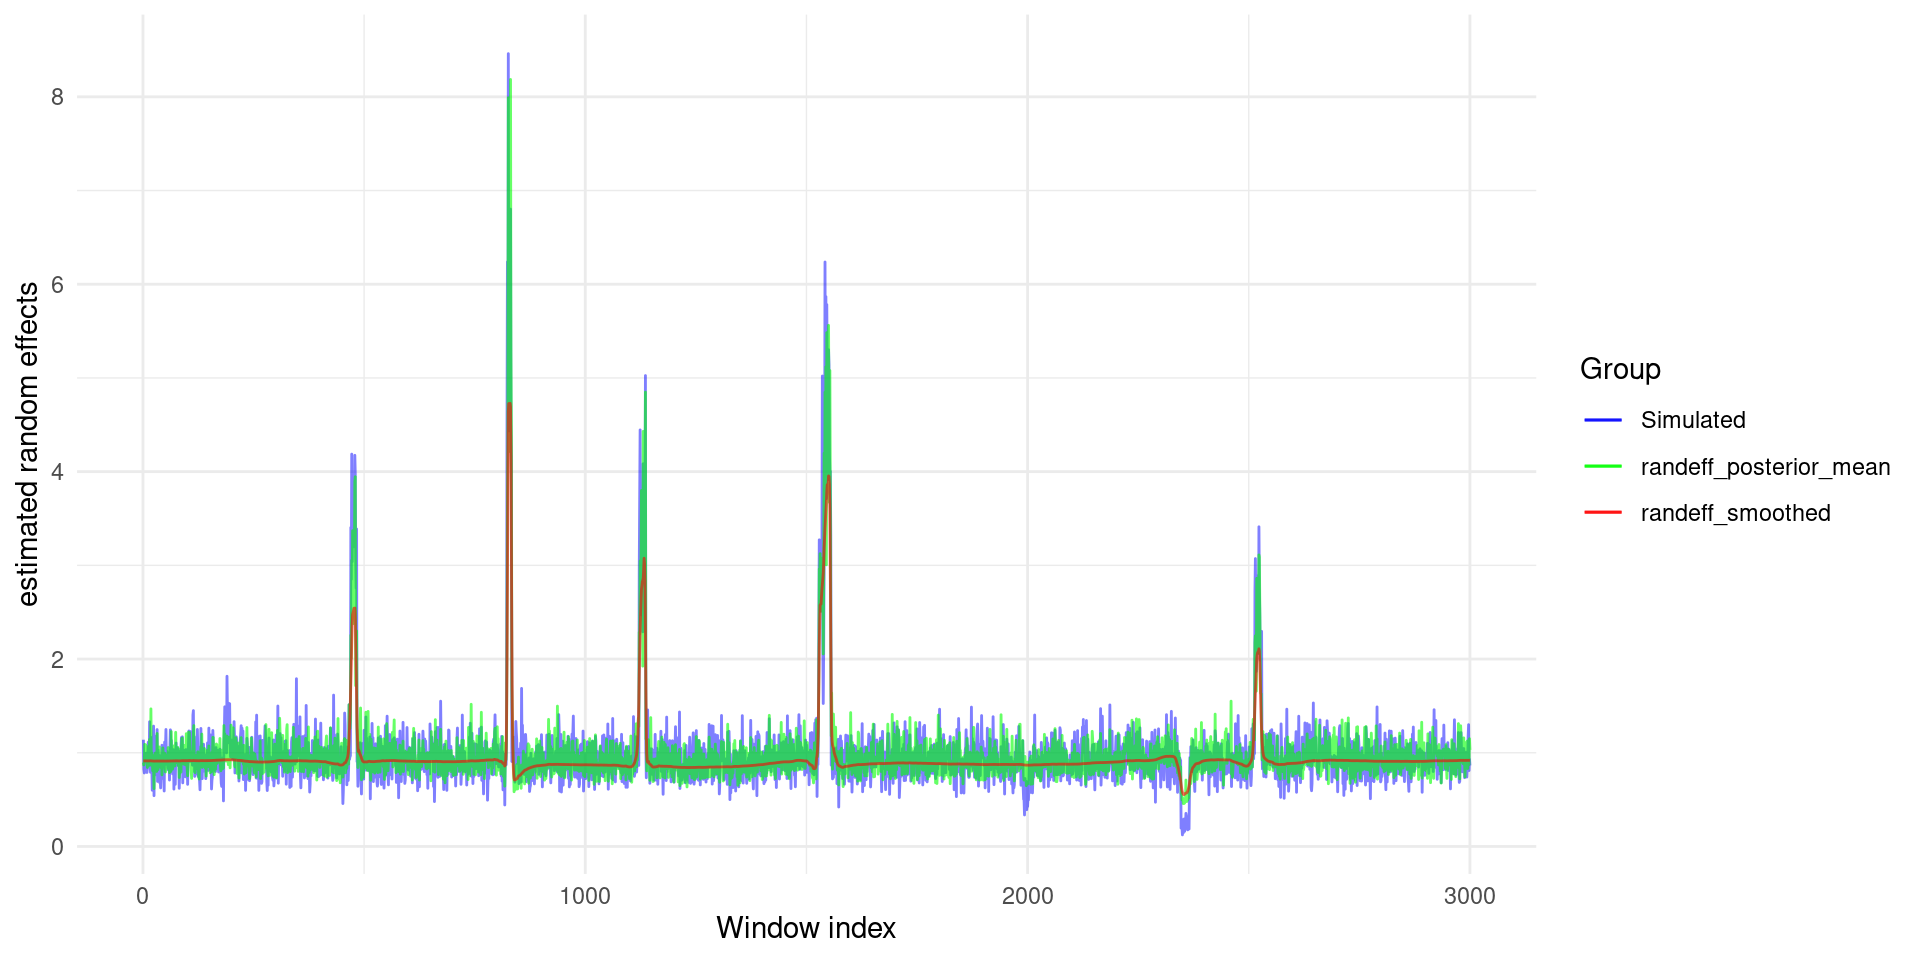 estimated random effects
8
6
4
2
0
0
1000
2000
3000
Window index
Group
Simulated
randeff_posterior_mean
randeff_smoothed